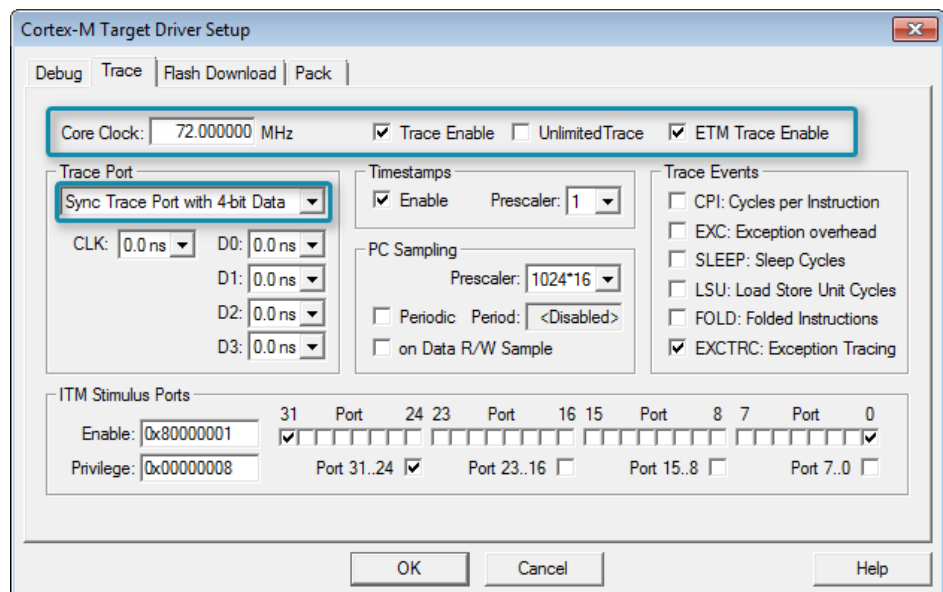 Cortex-M Target Driver Setup
Debug Trace Flash Download Pack
Core Clock: 72.000000 MHz Trace Enable UnlimitedTrace ETM Trace Enable
Trace Port
Sync Trace Port with 4-bit Data
CLK: 0.0 ns D0: 0.0 ns
D1: 0.0 ns
D2: 0.0 ns
D3: 0.0 ns
Timestamps
Enable Prescaler: 1
PC Sampling
Prescaler: 1024*16
Periodic Period: <Disabled>
on Data R/W Sample
Trace Events
CPI: Cycles per Instruction
EXC: Exception overhead
SLEEP: Sleep Cycles
LSU: Load Store Unit Cycles
FOLD: Folded Instructions
EXCTRC: Exception Tracing
ITM Stimulus Ports
31 Port 24 23 Port 16 15 Port 8 7 Port 0
Enable: 0x80000001
Privilege: 0x00000008 Port 31..24 Port 23..16 Port 15..8 Port 7..0
OK Cancel Help